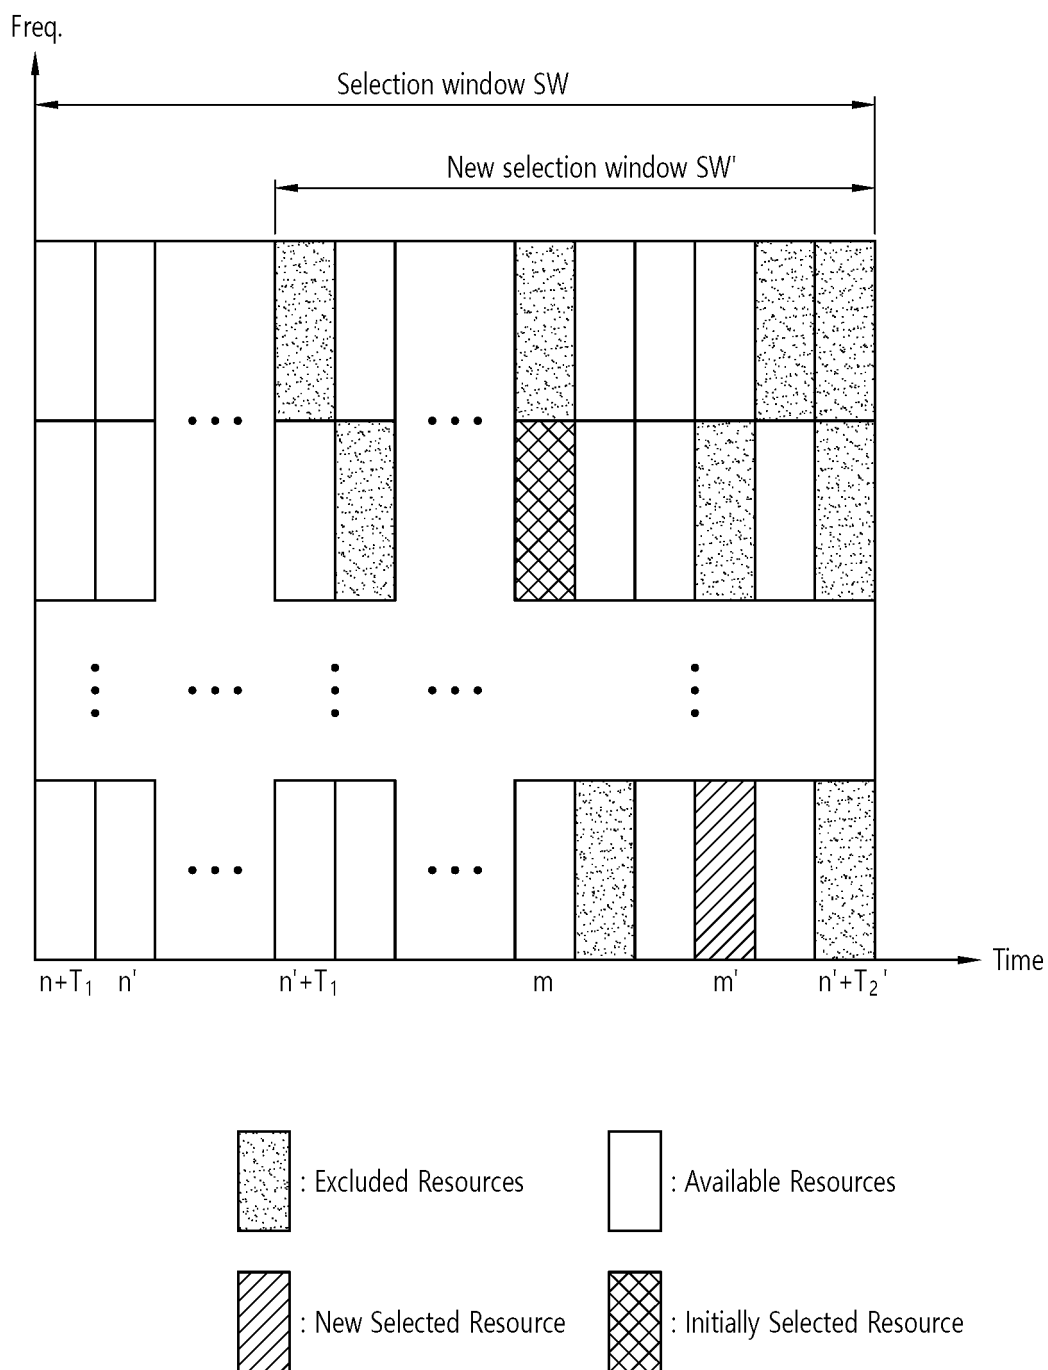 Freq.
Selection window SW
New selection window SW'
n+T₁ n' n'+T₁ m m' n'+T₂' Time
: Excluded Resources : Available Resources
: New Selected Resource : Initially Selected Resource